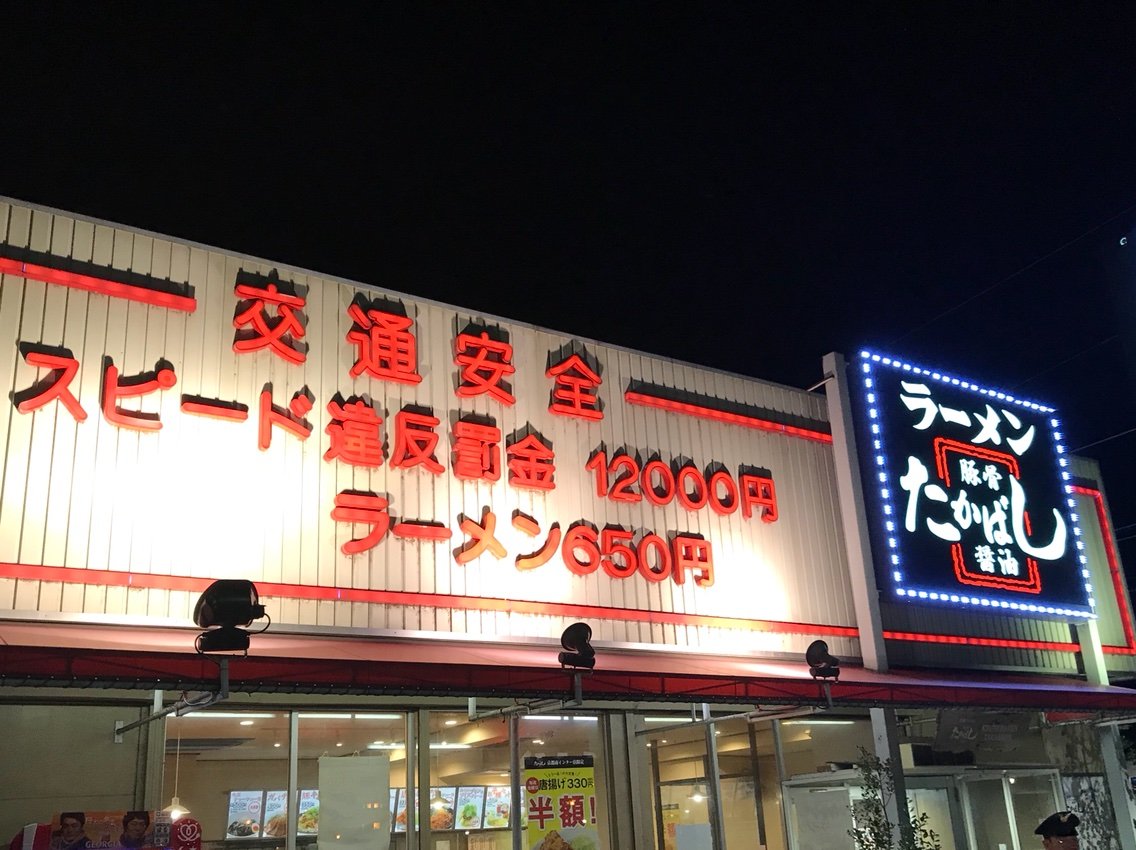 交通安全
スピード違反罰金 12000円
ラーメン650円
ラーメン
豚骨
たかばし
醤油
唐揚げ330円
半額!
GEORGIA